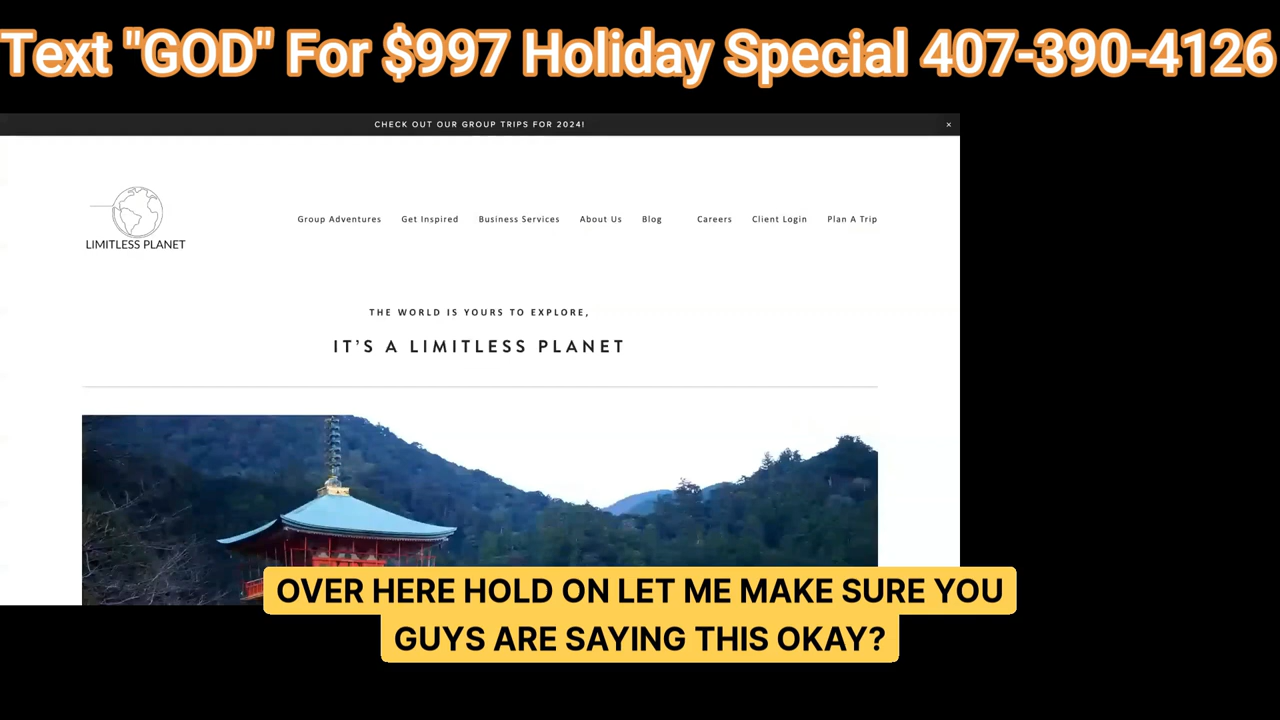 Text "GOD" For $997 Holiday Special 407-390-4126
CHECK OUT OUR GROUP TRIPS FOR 2024!
×
LIMITLESS PLANET
Group Adventures Get Inspired Business Services About Us Blog Careers Client Login Plan A Trip
THE WORLD IS YOURS TO EXPLORE,
IT'S A LIMITLESS PLANET
OVER HERE HOLD ON LET ME MAKE SURE YOU
GUYS ARE SAYING THIS OKAY?